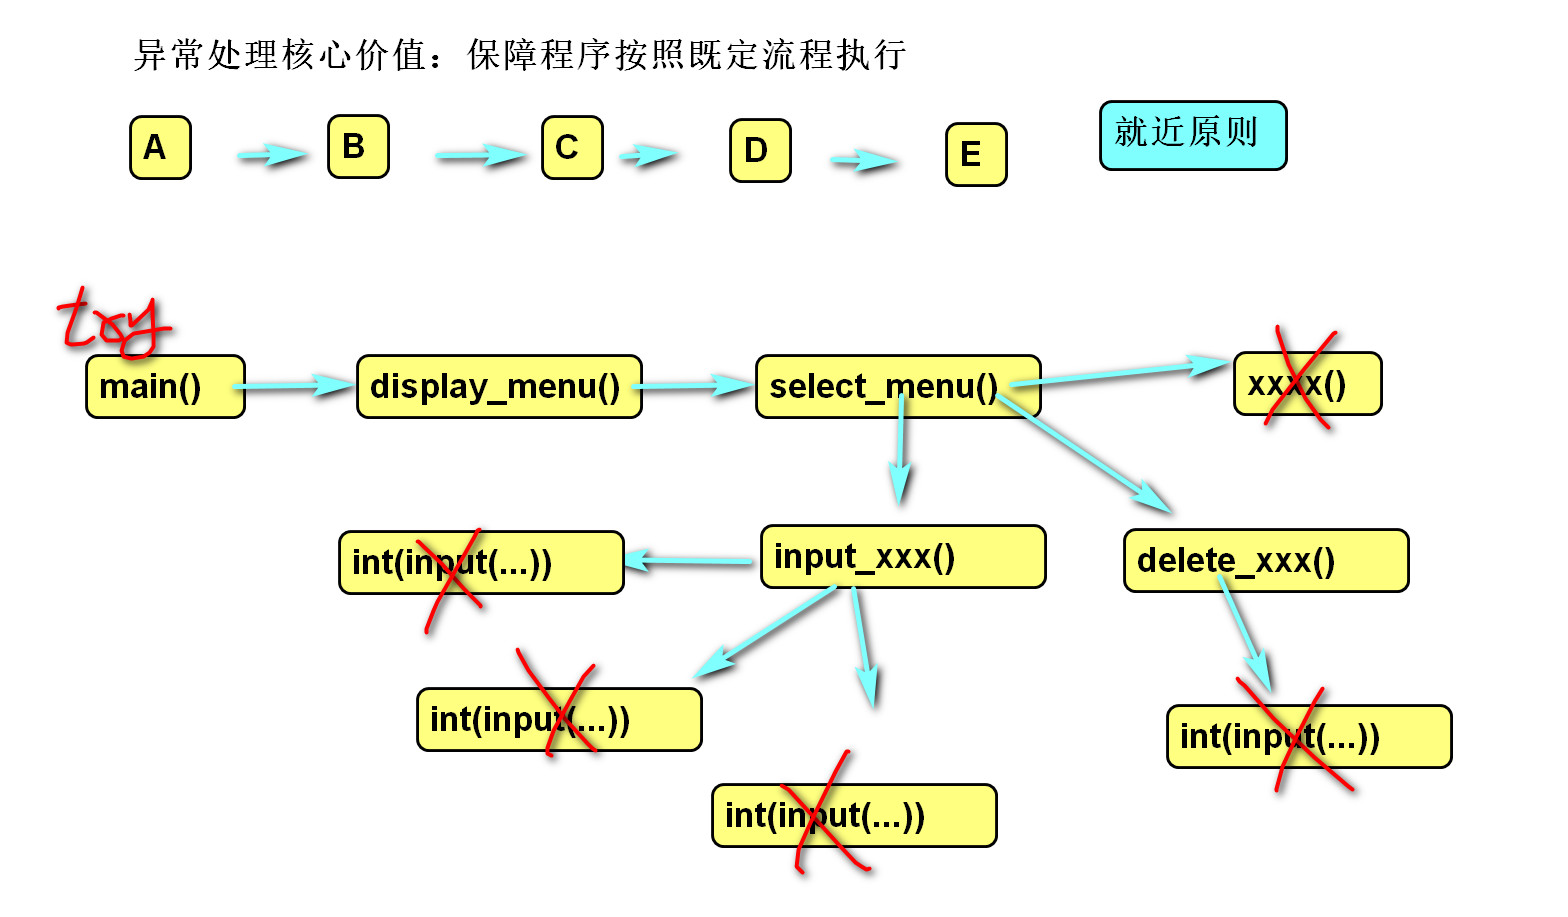 异常处理核心价值：保障程序按照既定流程执行
A
B
C
D
E
就近原则
try
main()
display_menu()
select_menu()
xxxx()
int(input(...))
input_xxx()
delete_xxx()
int(input(...))
int(input(...))
int(input(...))